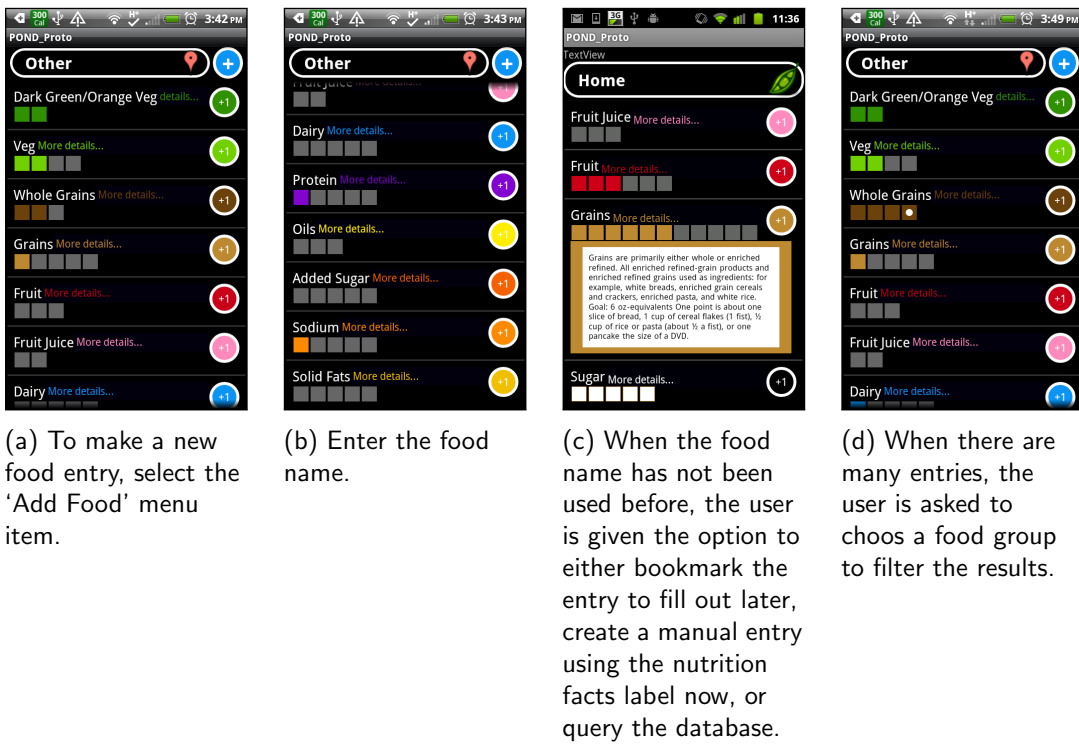 300
Cal
H+
3:42 PM
POND_Proto
Other
+
Dark Green/Orange Veg details...
+1
Veg More details...
+1
Whole Grains More details...
+1
Grains More details...
+1
Fruit More details...
+1
Fruit Juice More details...
+1
Dairy More details...
+1
(a) To make a new
food entry, select the
‘Add Food’ menu
item.
300
Cal
H+
3:43 PM
POND_Proto
Other
+
Fruit Juice More details...
+1
Dairy More details...
+1
Protein More details...
+1
Oils More details...
+1
Added Sugar More details...
+1
Sodium More details...
+1
Solid Fats More details...
+1
(b) Enter the food
name.
3G
11:36
POND_Proto
TextView
Home
Fruit Juice More details...
+1
Fruit More details...
+1
Grains More details...
+1
Grains are primarily either whole or enriched
refined. All enriched refined-grain products and
enriched refined grains used as ingredients: for
example, white breads, enriched grain cereals
and crackers, enriched pasta, and white rice.
Goal: 6 oz-equivalents One point is about one
slice of bread, 1 cup of cereal flakes (1 fist), ½
cup of rice or pasta (about ½ a fist), or one
pancake the size of a DVD.
Sugar More details...
+1
(c) When the food
name has not been
used before, the user
is given the option to
either bookmark the
entry to fill out later,
create a manual entry
using the nutrition
facts label now, or
query the database.
300
Cal
H+
3:49 PM
POND_Proto
Other
+
Dark Green/Orange Veg details...
+1
Veg More details...
+1
Whole Grains More details...
+1
Grains More details...
+1
Fruit More details...
+1
Fruit Juice More details...
+1
Dairy More details...
+1
(d) When there are
many entries, the
user is asked to
choos a food group
to filter the results.